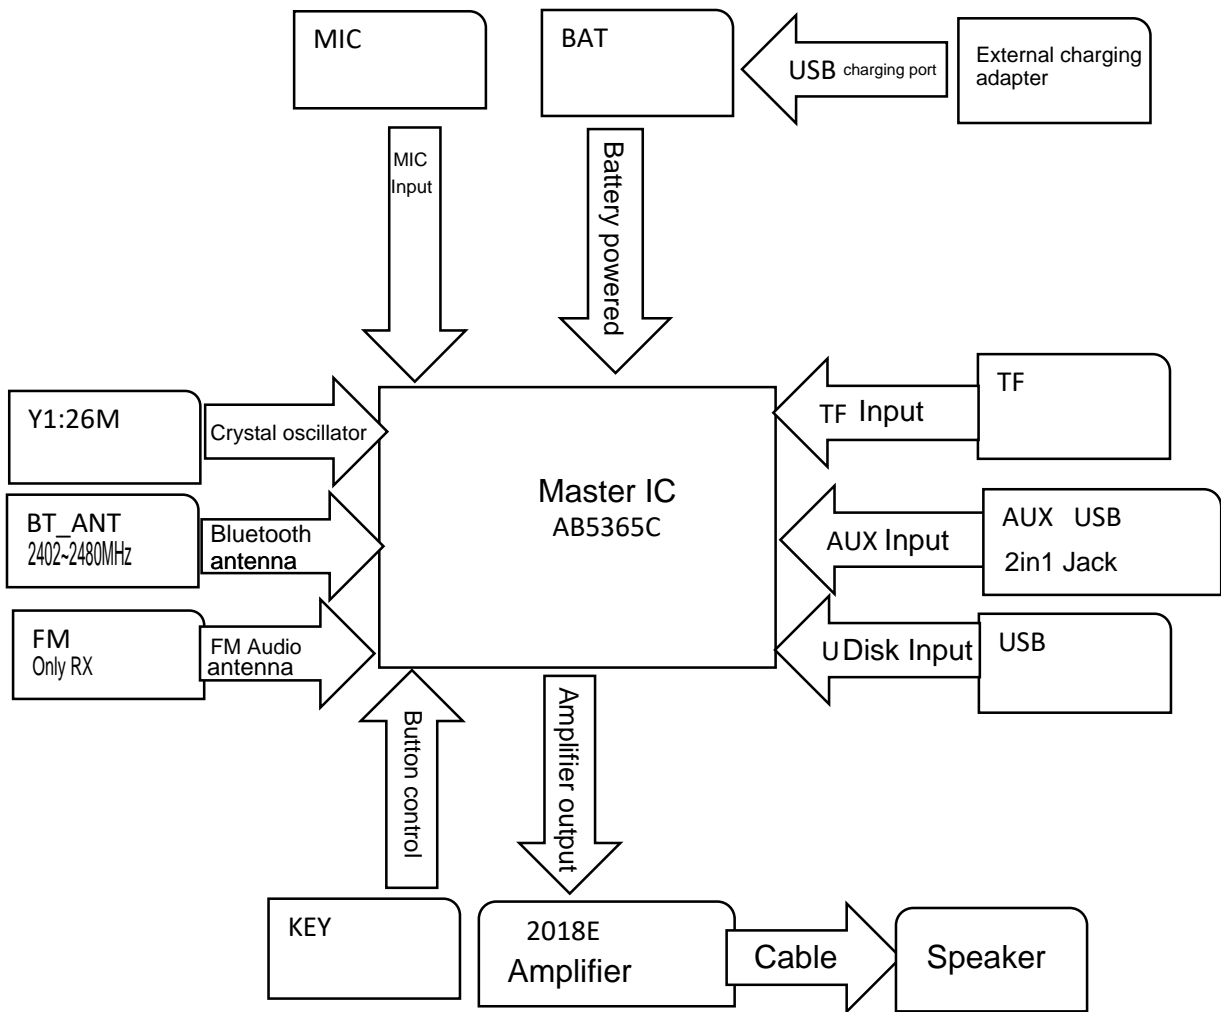 MIC
BAT
USB charging port
External charging
adapter
MIC
Input
Battery powered
Y1:26M
Crystal oscillator
TF Input
TF
Master IC
AB5365C
BT_ANT
2402~2480MHz
Bluetooth
antenna
AUX Input
AUX USB
2in1 Jack
FM
Only RX
FM Audio
antenna
U Disk Input
USB
Button control
Amplifier output
KEY
2018E
Amplifier
Cable
Speaker